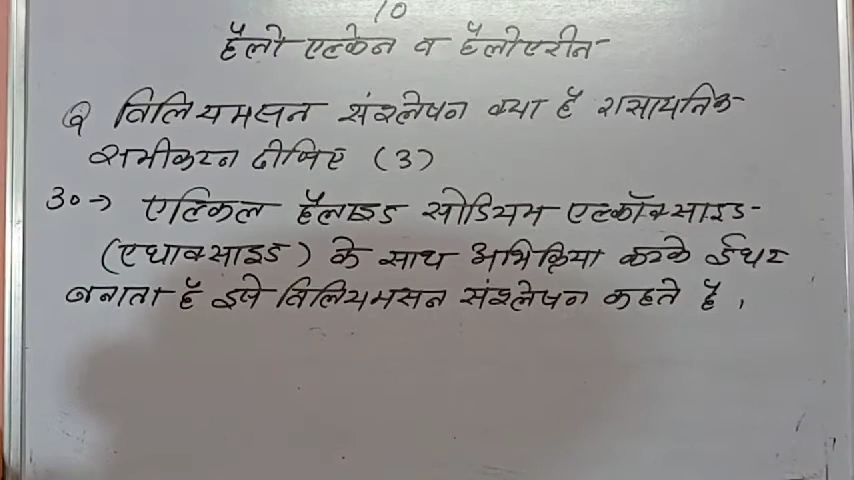 10
हैलो एल्केन व हैलोएरीन
Q विलियमसन संश्लेषण क्या है रासायनिक
समीकरण दीजिए (3)
उ०→ एल्किल हैलाइड सोडियम एल्कॉक्साइड
(एथाक्साइड) के साथ अभिक्रिया करके ईथर
बनाता है इसे विलियमसन संश्लेषण कहते है,